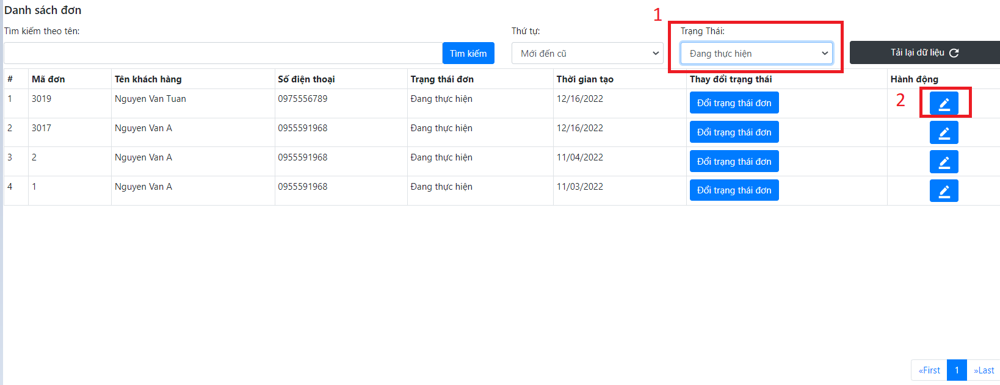 Danh sách đơn
1
Tìm kiếm theo tên: Thứ tự: Trạng Thái:
Tìm kiếm Mới đến cũ Đang thực hiện Tải lại dữ liệu
# Mã đơn Tên khách hàng Số điện thoại Trạng thái đơn Thời gian tạo Thay đổi trạng thái Hành động
1 3019 Nguyen Van Tuan 0975556789 Đang thực hiện 12/16/2022 Đổi trạng thái đơn 2
2 3017 Nguyen Van A 0955591968 Đang thực hiện 12/16/2022 Đổi trạng thái đơn
3 2 Nguyen Van A 0955591968 Đang thực hiện 11/04/2022 Đổi trạng thái đơn
4 1 Nguyen Van A 0955591968 Đang thực hiện 11/03/2022 Đổi trạng thái đơn
«First 1 »Last